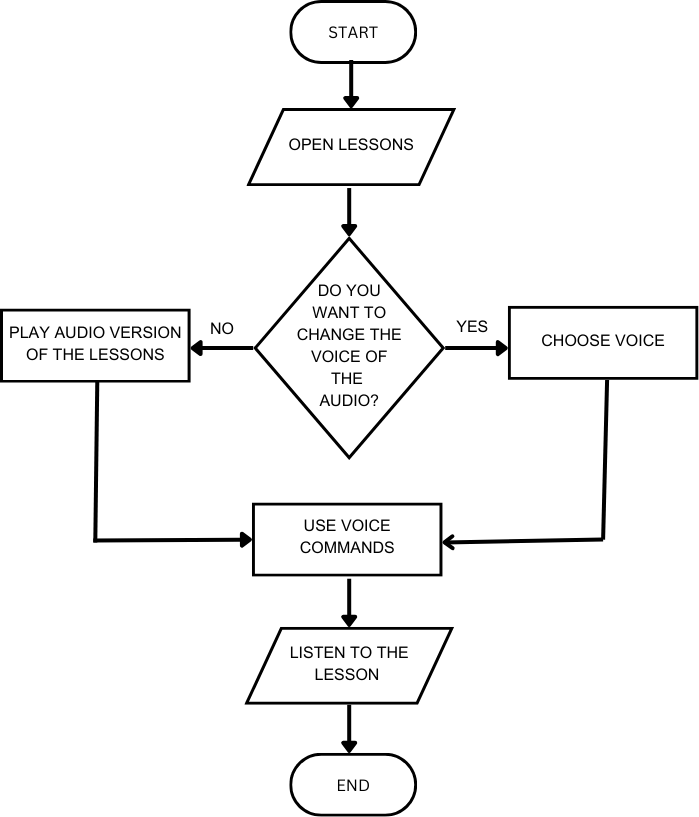 START
OPEN LESSONS
DO YOU
WANT TO
CHANGE THE
VOICE OF
THE
AUDIO?
NO
YES
PLAY AUDIO VERSION
OF THE LESSONS
CHOOSE VOICE
USE VOICE
COMMANDS
LISTEN TO THE
LESSON
END